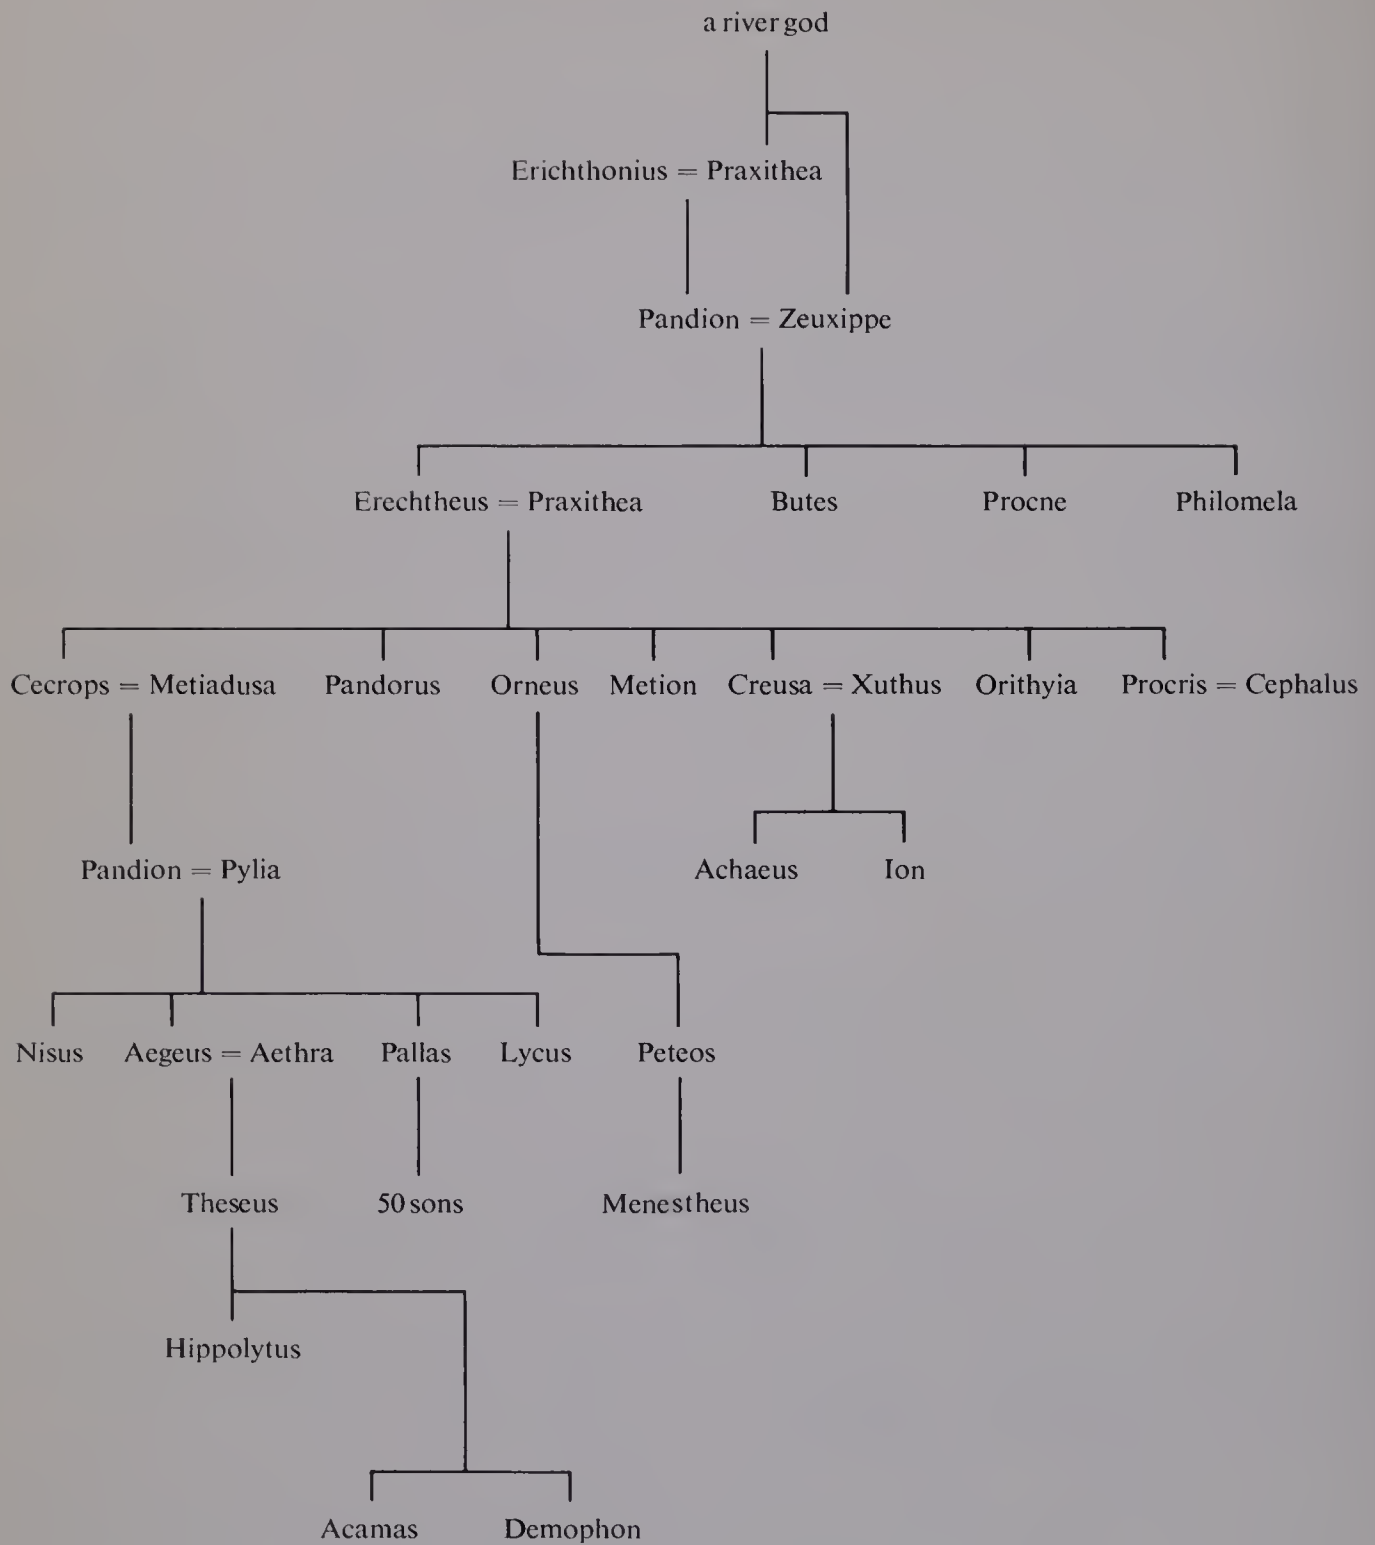 a river god
Erichthonius = Praxithea
Pandion = Zeuxippe
Erechtheus = Praxithea Butes Procne Philomela
Cecrops = Metiadusa Pandorus Orneus Metion Creusa = Xuthus Orithyia Procris = Cephalus
Pandion = Pylia Achaeus Ion
Nisus Aegeus = Aethra Pallas Lycus Peteos
Theseus 50 sons Menestheus
Hippolytus
Acamas Demophon